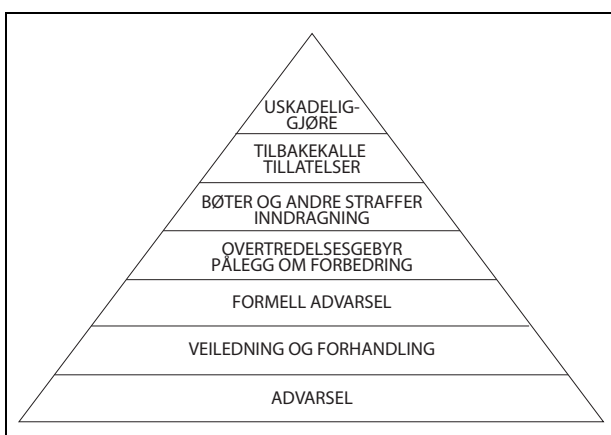 USKADELIG-
GJØRE
TILBAKEKALLE
TILLATELSER
BØTER OG ANDRE STRAFFER
INNDRAGNING
OVERTREDELSESGEBYR
PÅLEGG OM FORBEDRING
FORMELL ADVARSEL
VEILEDNING OG FORHANDLING
ADVARSEL